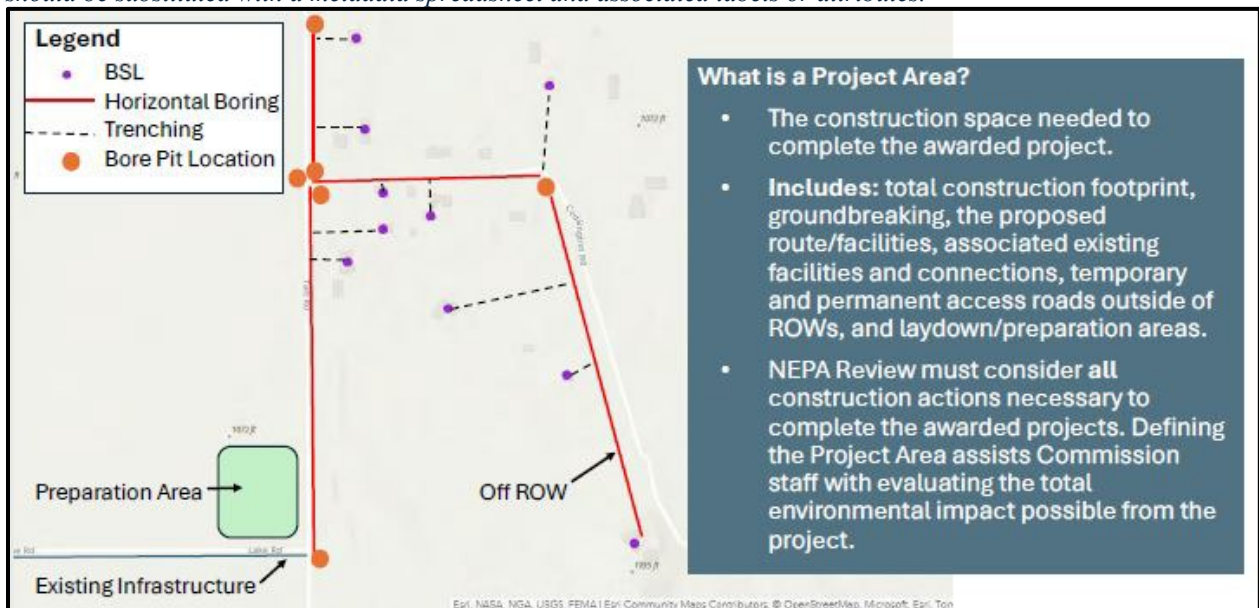 should be substituted with a metadata spreadsheet and associated labels or attributes.
Legend
BSL
Horizontal Boring
Trenching
Bore Pit Location
1072 ft
What is a Project Area?
• The construction space needed to
complete the awarded project.
• Includes: total construction footprint,
groundbreaking, the proposed
route/facilities, associated existing
facilities and connections, temporary
and permanent access roads outside of
ROWs, and laydown/preparation areas.
• NEPA Review must consider all
construction actions necessary to
complete the awarded projects. Defining
the Project Area assists Commission
staff with evaluating the total
environmental impact possible from the
project.
1072 ft
Preparation Area
Off ROW
Lake Rd
Existing Infrastructure
Esri, NASA, NGA, USGS, FEMA | Esri Community Maps Contributors, © OpenStreetMap, Microsoft, Esri, Tom